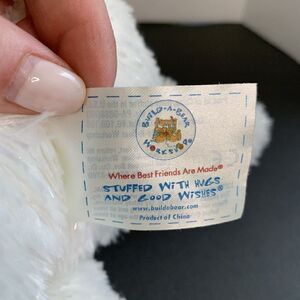 BUILD-A-BEAR
WORKSHOP
Where Best Friends Are Made®
STUFFED WITH HUGS
AND GOOD WISHES®
www.buildabear.com
Product of China